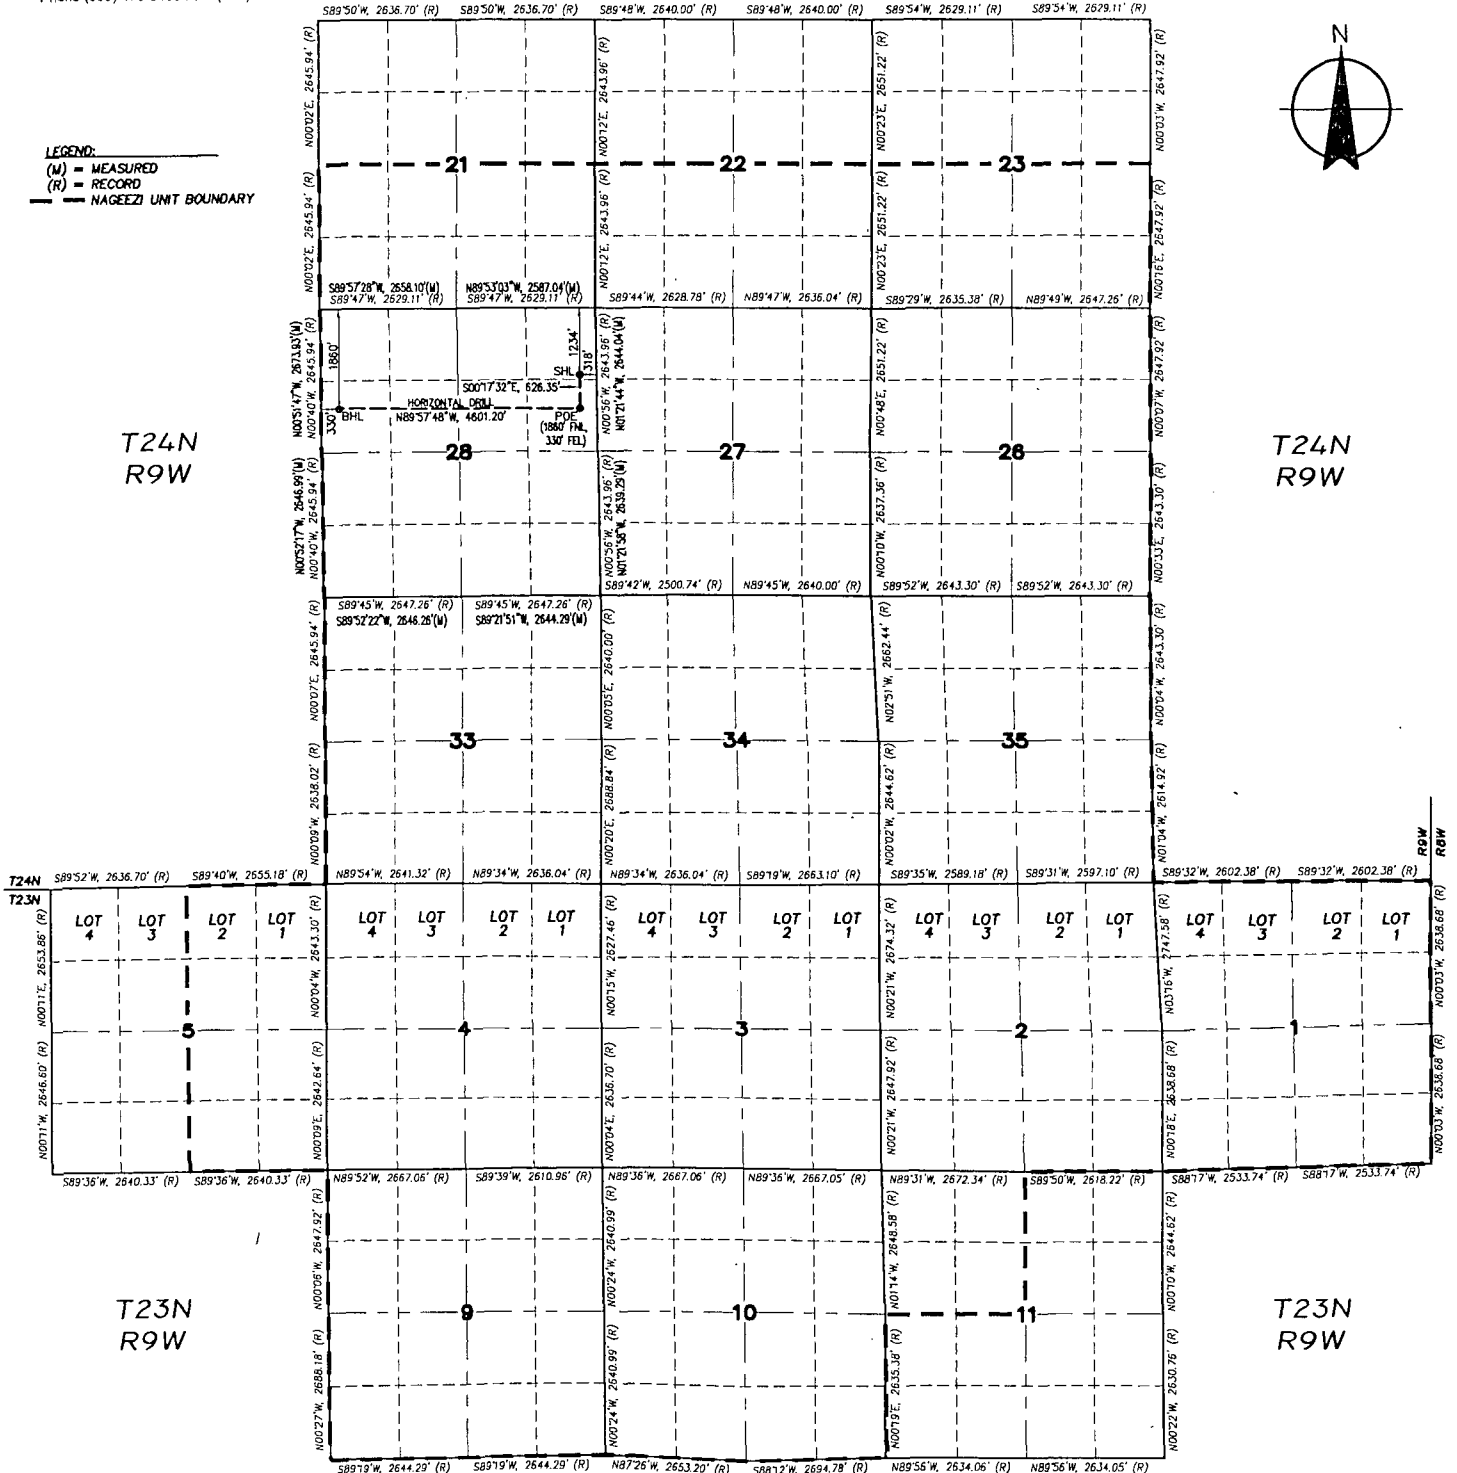 S89°50'W, 2636.70' (R) S89°50'W, 2636.70' (R) S89°48'W, 2640.00' (R) S89°48'W, 2640.00' (R) S89°54'W, 2629.11' (R) S89°54'W, 2629.11' (R)
N
N00°02'E, 2645.94' (R)
N00°12'E, 2643.96' (R)
N00°23'E, 2651.22' (R)
N00°03'W, 2647.92' (R)
LEGEND:
(M) = MEASURED
(R) = RECORD
NAGEEZI UNIT BOUNDARY
21 22 23
N00°02'E, 2645.94' (R)
N00°12'E, 2643.96' (R)
N00°23'E, 2651.22' (R)
N00°16'E, 2647.92' (R)
S89°57'28"W, 2658.10'(M) N89°53'03"W, 2587.04'(M)
S89°47'W, 2629.11' (R) S89°47'W, 2629.11' (R) S89°44'W, 2628.78' (R) N89°47'W, 2636.04' (R) S89°29'W, 2635.38' (R) N89°49'W, 2647.26' (R)
N00°51'47"W, 2673.93'(M)
N00°40'W, 2645.94' (R)
1860'
1234'
318'
SHL
S00°17'32"E, 626.35'
HORIZONTAL DRILL
N89°57'48"W, 4601.20'
330'
BHL
POE
(1860' FNL,
330' FEL)
N00°56'W, 2643.96' (R)
N01°21'44"W, 2644.04'(M)
N00°48'E, 2651.22' (R)
N00°07'W, 2647.92' (R)
T24N
R9W
28 27 26
T24N
R9W
N00°52'17"W, 2646.99'(M)
N00°40'W, 2645.94' (R)
N00°56'W, 2643.96' (R)
N01°21'58"W, 2639.29'(M)
N00°10'W, 2637.36' (R)
N00°33'E, 2643.30' (R)
S89°42'W, 2500.74' (R) N89°45'W, 2640.00' (R) S89°52'W, 2643.30' (R) S89°52'W, 2643.30' (R)
S89°45'W, 2647.26' (R) S89°45'W, 2647.26' (R)
S89°52'22"W, 2646.26'(M) S89°21'51"W, 2644.29'(M)
N00°07'E, 2645.94' (R)
N00°05'E, 2640.00' (R)
N02°51'W, 2662.44' (R)
N00°04'W, 2643.30' (R)
33 34 35
N00°09'W, 2638.02' (R)
N00°20'E, 2688.84' (R)
N00°02'W, 2644.62' (R)
N01°04'W, 2614.92' (R)
R9W
R8W
T24N
T23N
S89°52'W, 2636.70' (R) S89°40'W, 2655.18' (R) N89°54'W, 2641.32' (R) N89°34'W, 2636.04' (R) N89°34'W, 2636.04' (R) S89°19'W, 2663.10' (R) S89°35'W, 2589.18' (R) S89°31'W, 2597.10' (R) S89°32'W, 2602.38' (R) S89°32'W, 2602.38' (R)
LOT 4 LOT 3 LOT 2 LOT 1 LOT 4 LOT 3 LOT 2 LOT 1 LOT 4 LOT 3 LOT 2 LOT 1 LOT 4 LOT 3 LOT 2 LOT 1 LOT 4 LOT 3 LOT 2 LOT 1
N00°11'E, 2653.86' (R)
N00°04'W, 2643.30' (R)
N00°15'W, 2627.46' (R)
N00°21'W, 2674.32' (R)
N03°16'W, 2747.58' (R)
N00°03'W, 2638.68' (R)
5 4 3 2 1
N00°11'W, 2646.60' (R)
N00°09'E, 2642.64' (R)
N00°04'E, 2636.70' (R)
N00°21'W, 2647.92' (R)
N00°18'E, 2638.68' (R)
N00°03'W, 2638.68' (R)
S89°36'W, 2640.33' (R) S89°36'W, 2640.33' (R) N89°52'W, 2667.06' (R) S89°39'W, 2610.96' (R) N89°36'W, 2667.06' (R) N89°36'W, 2667.05' (R) N89°31'W, 2672.34' (R) S89°50'W, 2618.22' (R) S88°17'W, 2533.74' (R) S88°17'W, 2533.74' (R)
N00°06'W, 2647.92' (R)
N00°24'W, 2640.99' (R)
N01°14'W, 2648.58' (R)
N00°10'W, 2644.62' (R)
T23N
R9W
9 10 11
T23N
R9W
N00°27'W, 2688.18' (R)
N00°24'W, 2640.99' (R)
N00°19'E, 2635.38' (R)
N00°22'W, 2630.76' (R)
S89°19'W, 2644.29' (R) S89°19'W, 2644.29' (R) N87°26'W, 2653.20' (R) S88°12'W, 2694.78' (R) N89°56'W, 2634.06' (R) N89°56'W, 2634.05' (R)